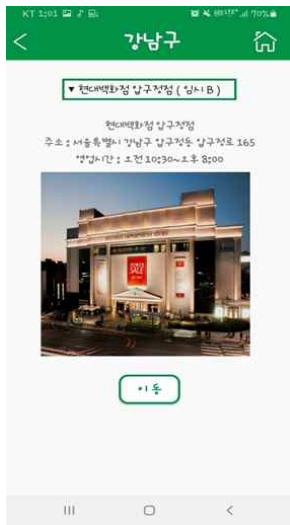 KT 1:01
70%
강남구
▼ 현대백화점 압구정점 ( 임시 B )
현대백화점 압구정점
주소 : 서울특별시 강남구 압구정동 압구정로 165
영업시간 : 오전 10:30~오후 8:00
SALE
이동